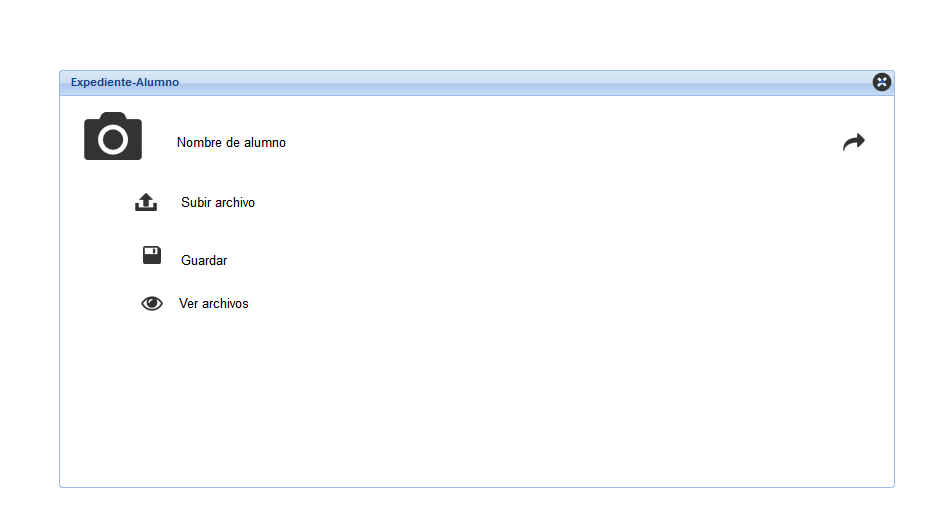 Expediente-Alumno
Nombre de alumno
Subir archivo
Guardar
Ver archivos